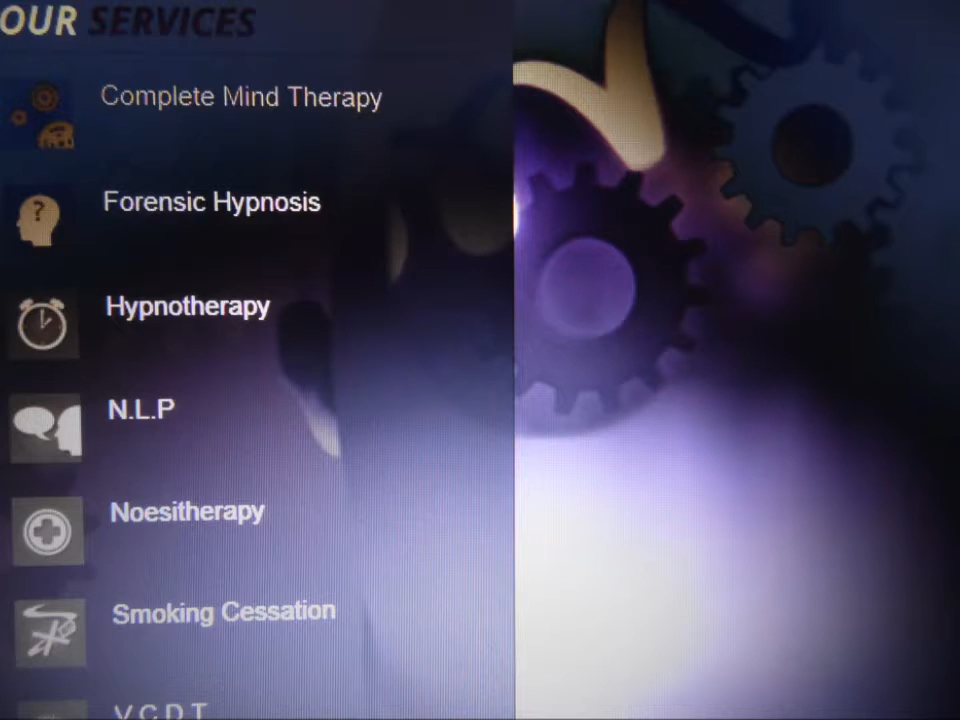 OUR SERVICES
Complete Mind Therapy
Forensic Hypnosis
?
Hypnotherapy
N.L.P
Noesitherapy
Smoking Cessation
V C D T